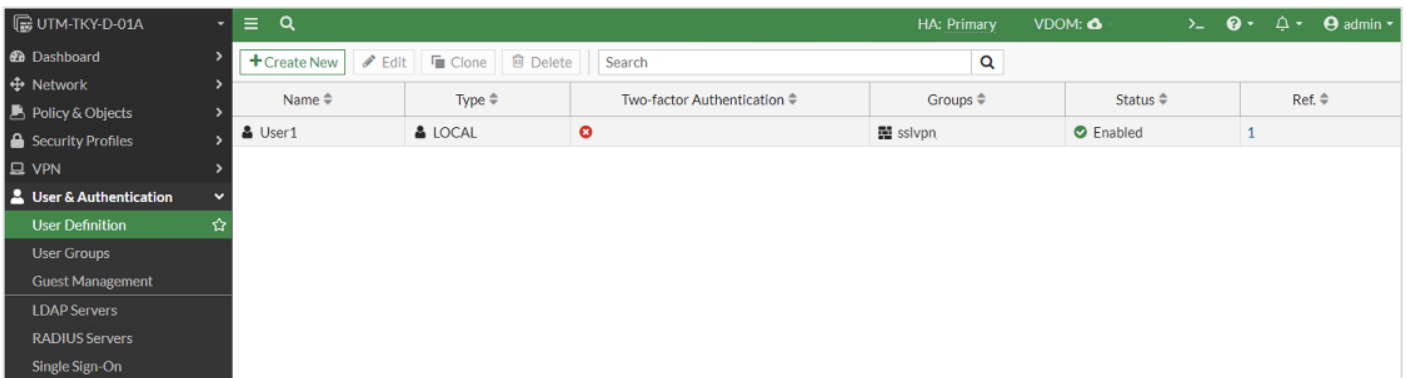 UTM-TKY-D-01A
HA: Primary VDOM: >_ admin
Dashboard
Network
Policy & Objects
Security Profiles
VPN
User & Authentication
User Definition
User Groups
Guest Management
LDAP Servers
RADIUS Servers
Single Sign-On
+Create New Edit Clone Delete Search
Name Type Two-factor Authentication Groups Status Ref.
User1 LOCAL sslvpn Enabled 1